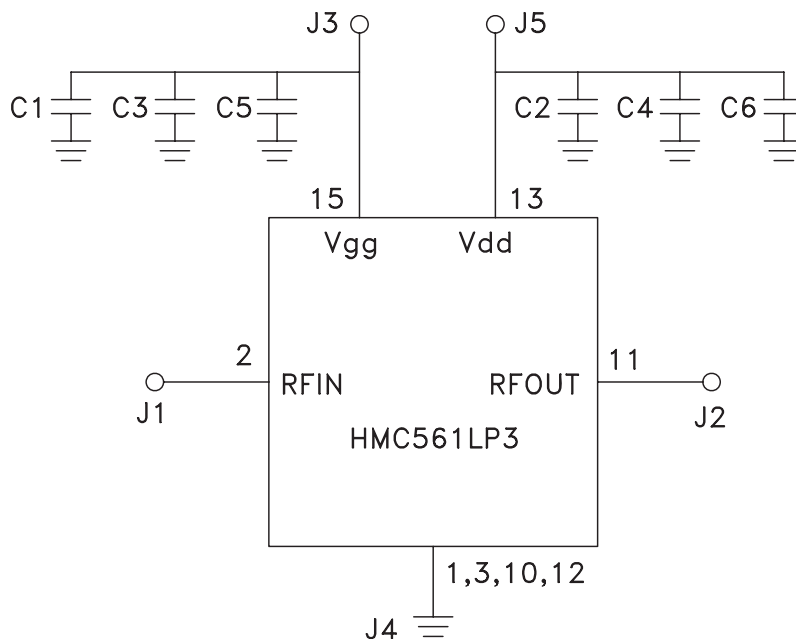 J3 J5
C1 C3 C5 C2 C4 C6
15 13
Vgg Vdd
2 11
RFIN RFOUT
J1 J2
HMC561LP3
1,3,10,12
J4